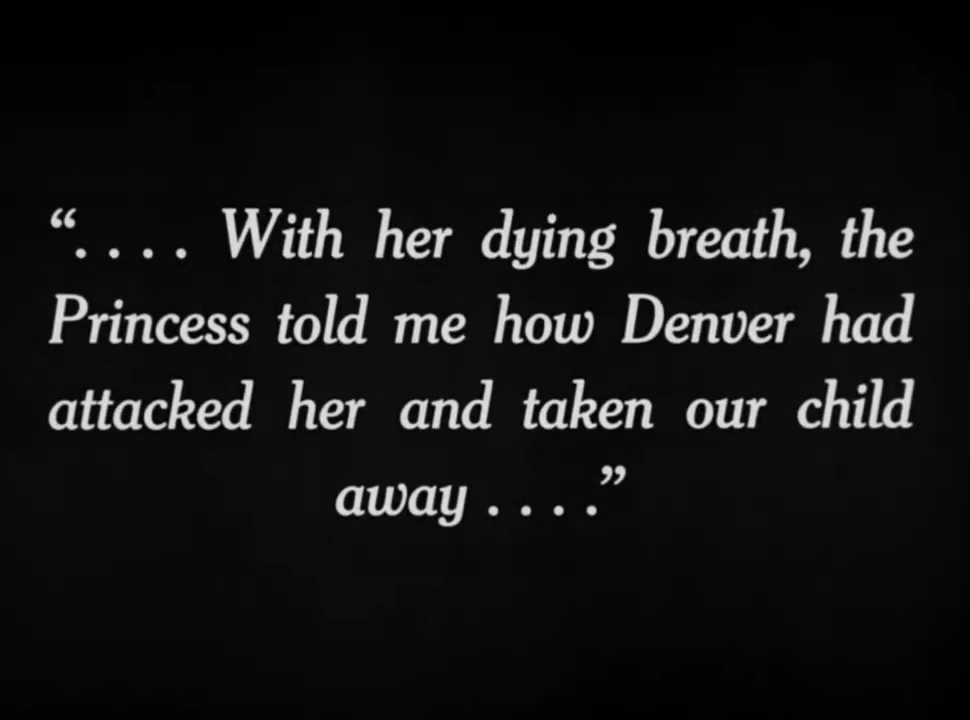 “. . . . With her dying breath, the
Princess told me how Denver had
attacked her and taken our child
away . . . .”